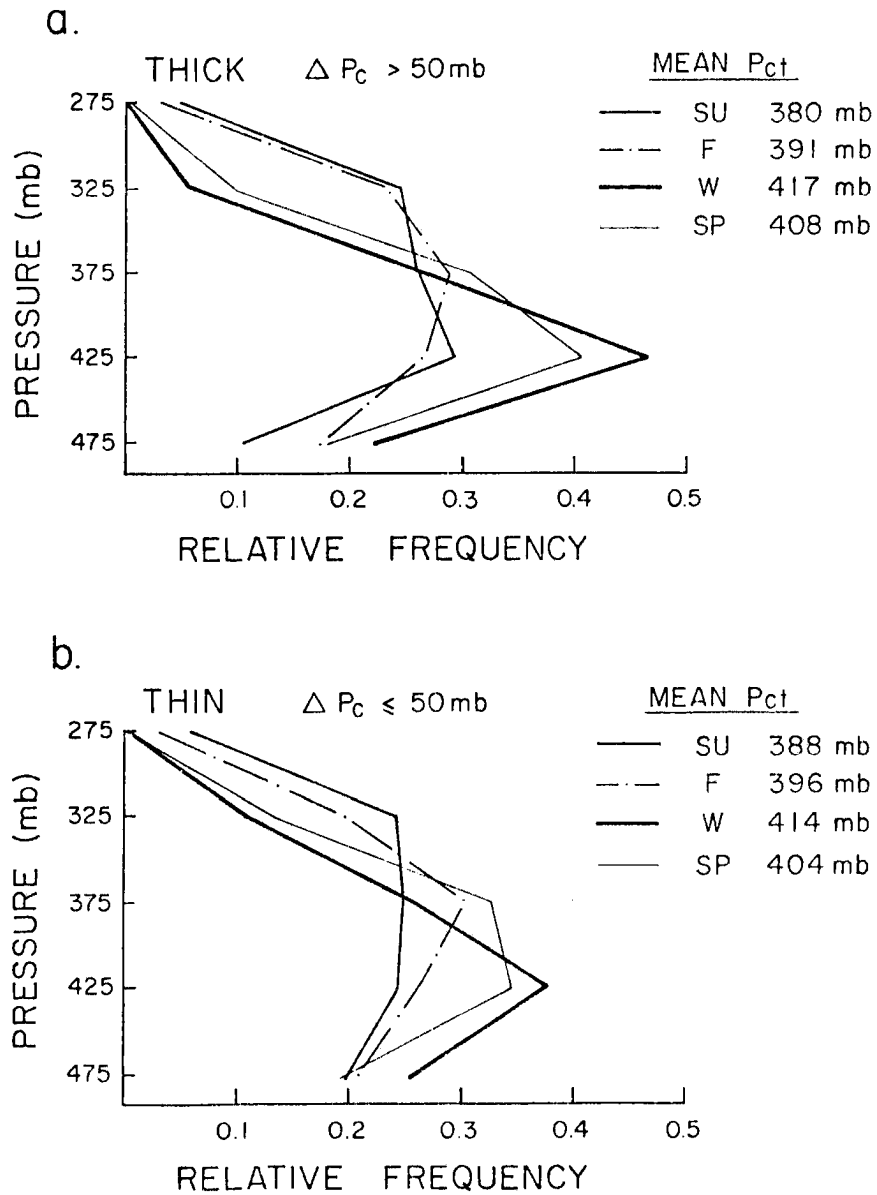 a.
THICK Δ Pc > 50 mb
MEAN Pct
SU 380 mb
F 391 mb
W 417 mb
SP 408 mb
PRESSURE (mb)
275
325
375
425
475
0.1 0.2 0.3 0.4 0.5
RELATIVE FREQUENCY
b.
THIN Δ Pc ≤ 50 mb
MEAN Pct
SU 388 mb
F 396 mb
W 414 mb
SP 404 mb
PRESSURE (mb)
275
325
375
425
475
0.1 0.2 0.3 0.4 0.5
RELATIVE FREQUENCY